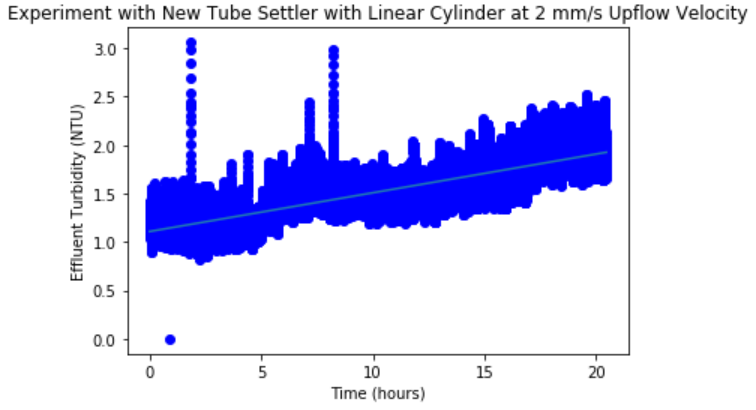 Experiment with New Tube Settler with Linear Cylinder at 2 mm/s Upflow Velocity
Effluent Turbidity (NTU)
3.0
2.5
2.0
1.5
1.0
0.5
0.0
0 5 10 15 20
Time (hours)